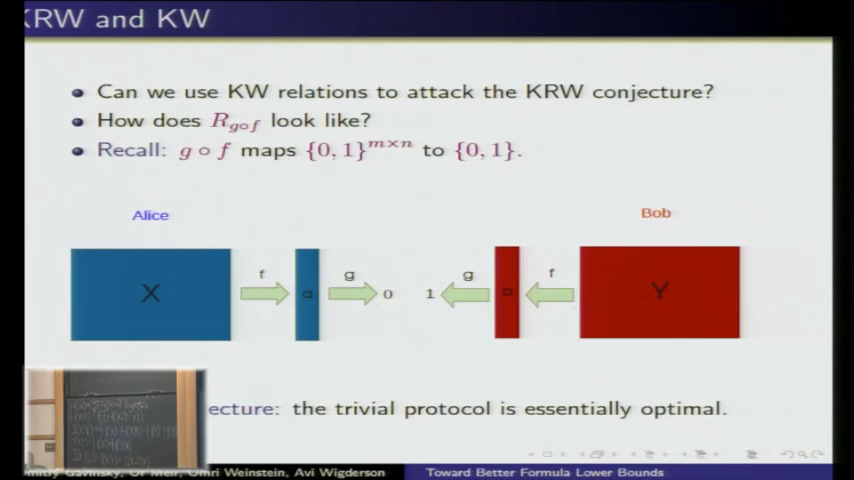 KRW and KW
Can we use KW relations to attack the KRW conjecture?
How does R_{g∘f} look like?
Recall: g ∘ f maps {0, 1}^{m×n} to {0, 1}.
Alice
Bob
X f a g 0 1 g b f Y
ecture: the trivial protocol is essentially optimal.
Dmitry Gavinsky, Or Meir, Omri Weinstein, Avi Wigderson Toward Better Formula Lower Bounds